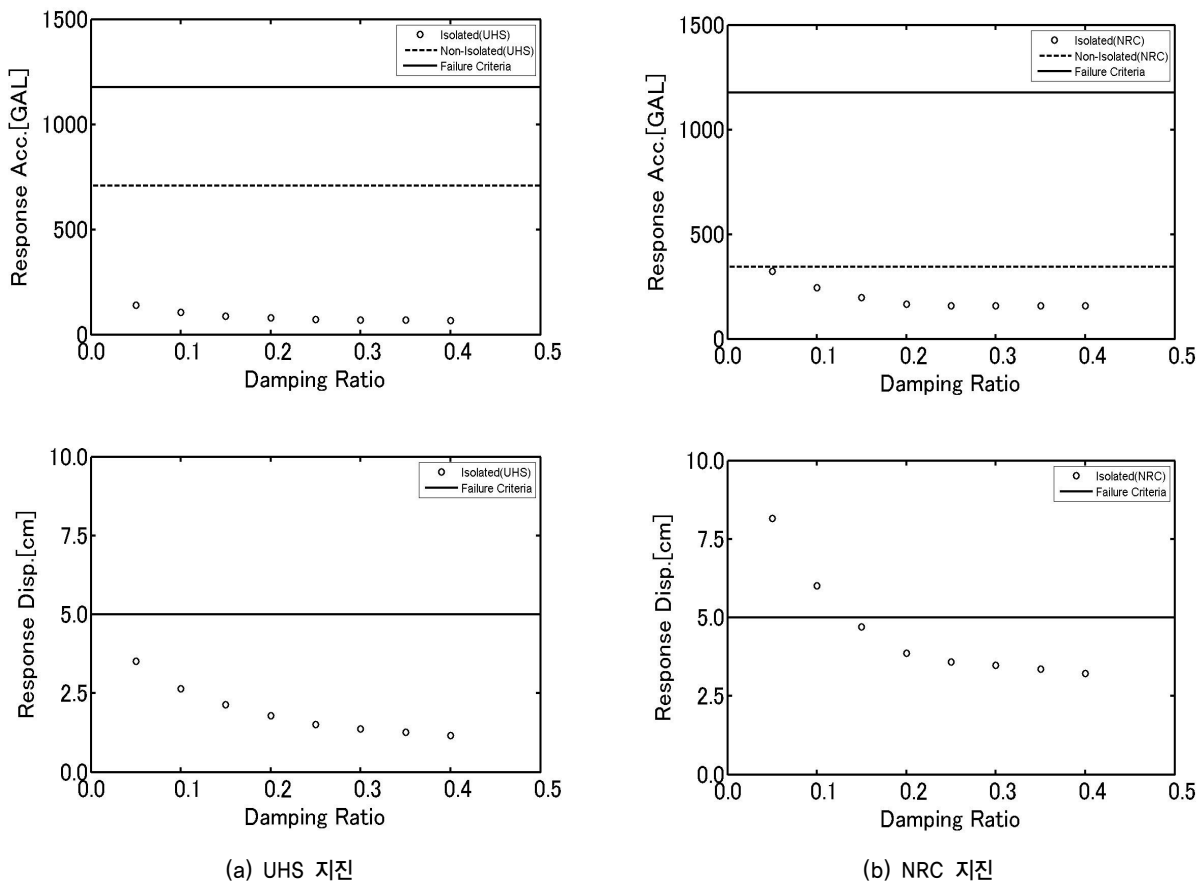 1500
1000
500
0
0.0 0.1 0.2 0.3 0.4 0.5
Response Acc.[GAL]
Damping Ratio
Isolated(UHS)
Non-Isolated(UHS)
Failure Criteria
1500
1000
500
0
0.0 0.1 0.2 0.3 0.4 0.5
Response Acc.[GAL]
Damping Ratio
Isolated(NRC)
Non-Isolated(NRC)
Failure Criteria
10.0
7.5
5.0
2.5
0.0
0.0 0.1 0.2 0.3 0.4 0.5
Response Disp.[cm]
Damping Ratio
Isolated(UHS)
Failure Criteria
10.0
7.5
5.0
2.5
0.0
0.0 0.1 0.2 0.3 0.4 0.5
Response Disp.[cm]
Damping Ratio
Isolated(NRC)
Failure Criteria
(a) UHS 지진
(b) NRC 지진